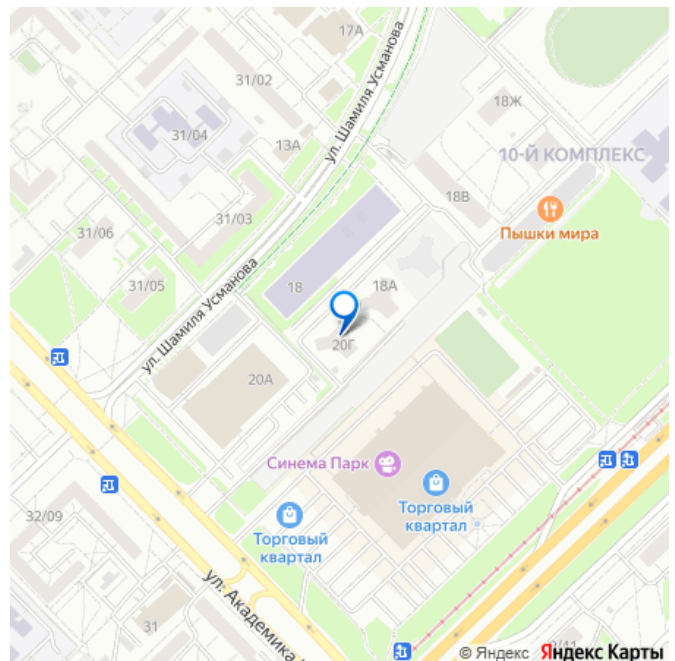 17А
31/02
ул. Шамиля Усманова
18Ж
31/04
13А
10-Й КОМПЛЕКС
18В
31/03
31/06
Пышки мира
31/05
18
18А
ул. Шамиля Усманова
20Г
20А
Синема Парк
Торговый
квартал
32/09
Торговый
квартал
ул. Академика
31
© Яндекс Яндекс Карты